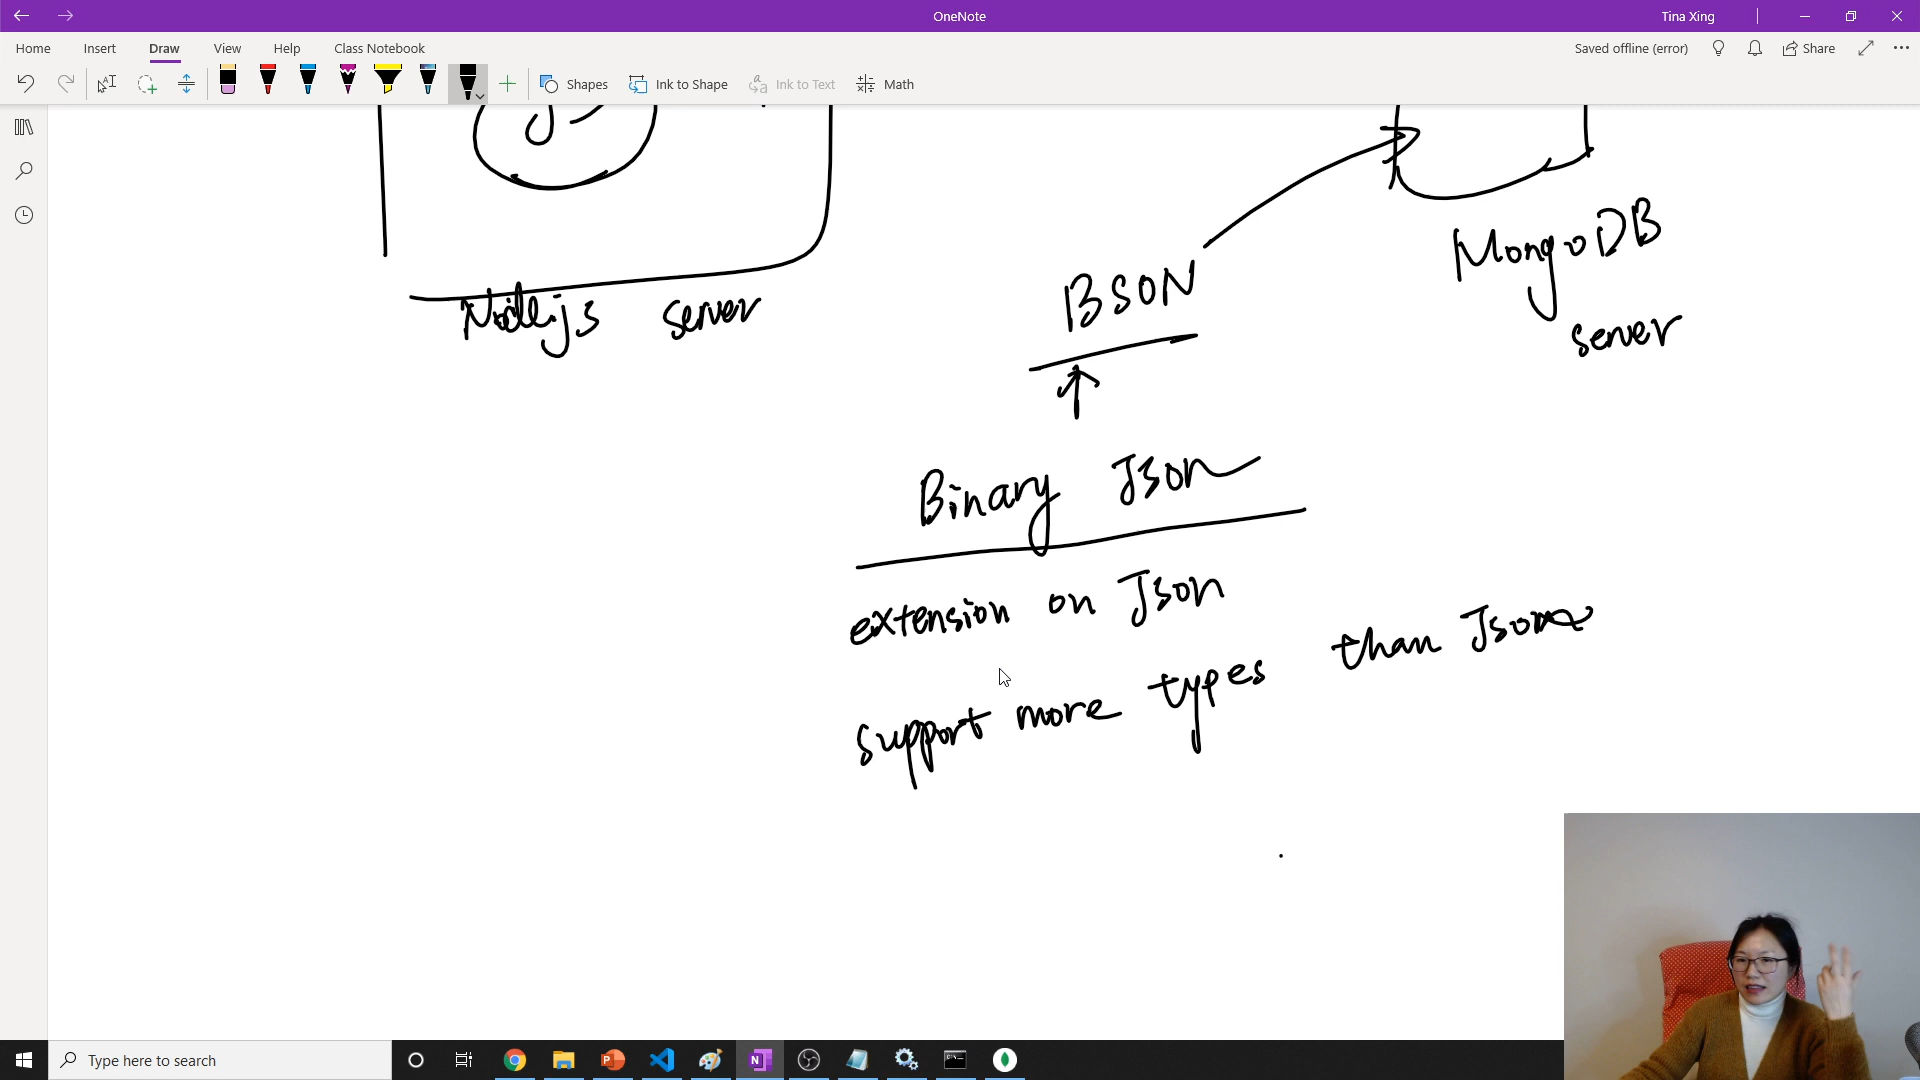 OneNote
Tina Xing
Home Insert Draw View Help Class Notebook
Saved offline (error) Share
Shapes Ink to Shape Ink to Text Math
MongoDB
server
Node.js server
BSON
Binary Json
extension on Json
support more types than Json
Type here to search